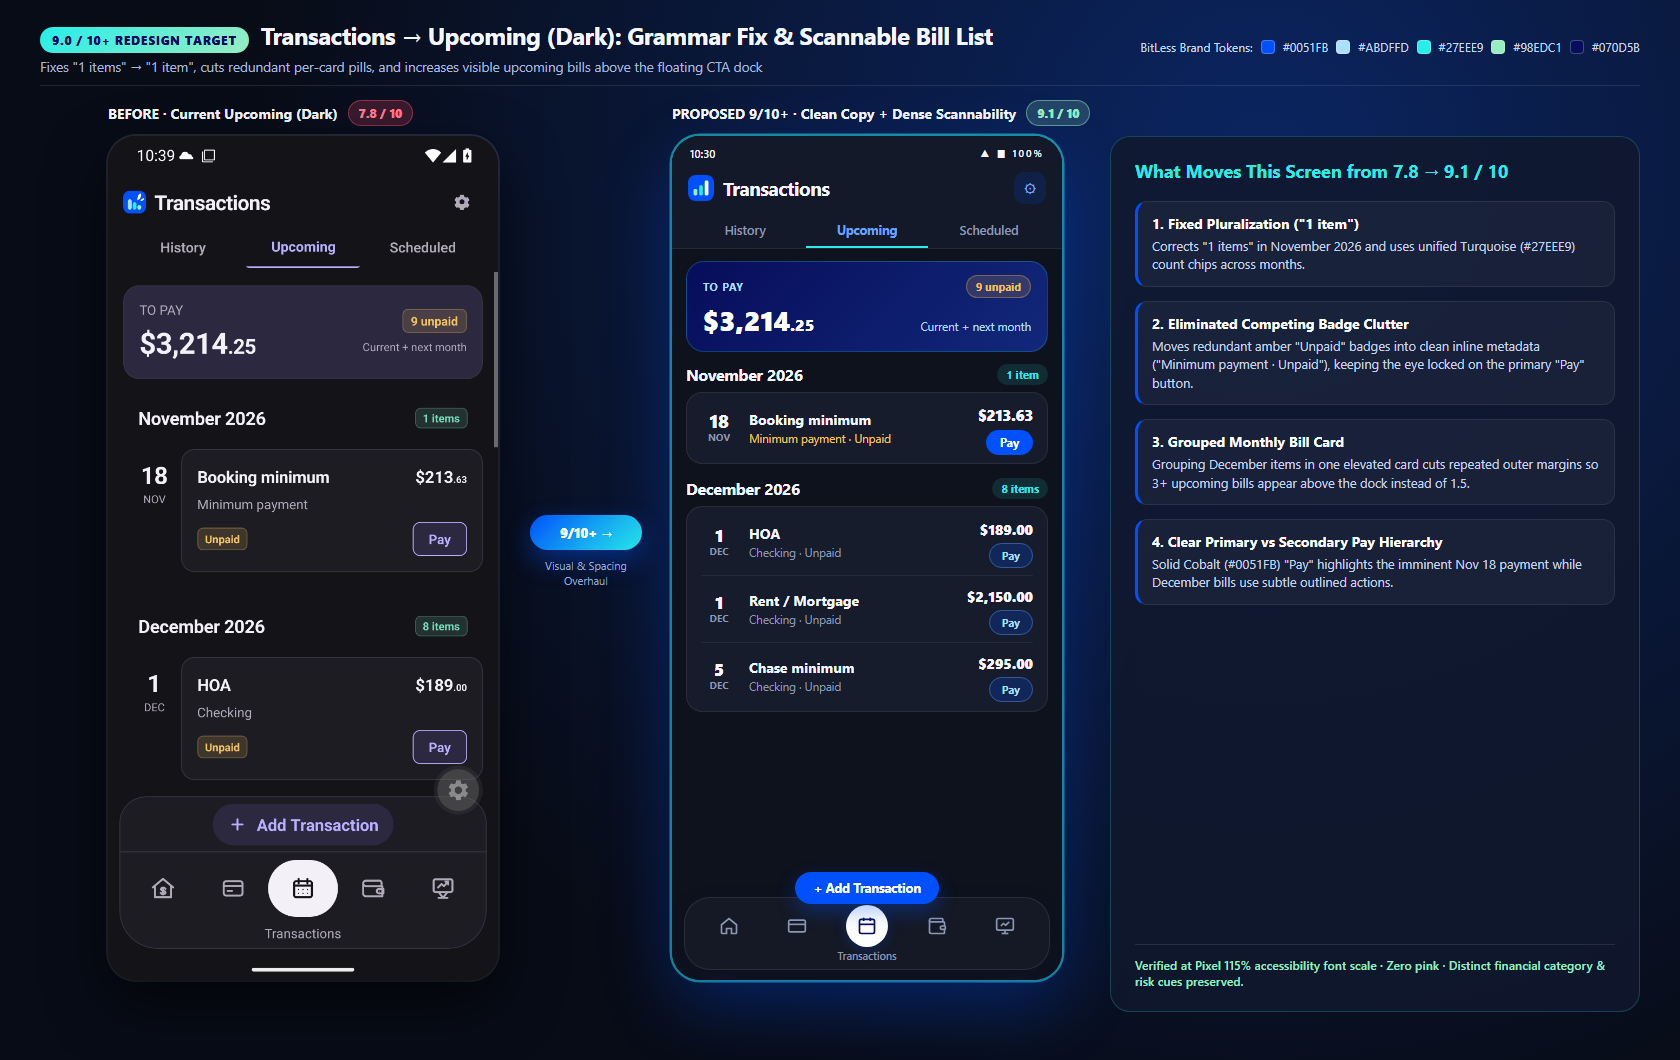 9.0 / 10+ REDESIGN TARGET
Transactions → Upcoming (Dark): Grammar Fix & Scannable Bill List
Fixes "1 items" → "1 item", cuts redundant per-card pills, and increases visible upcoming bills above the floating CTA dock
BitLess Brand Tokens: #0051FB #ABDFFD #27EEE9 #98EDC1 #070D5B
BEFORE · Current Upcoming (Dark) 7.8 / 10
10:39
Transactions
History Upcoming Scheduled
TO PAY
9 unpaid
$3,214.25
Current + next month
November 2026 1 items
18
NOV
Booking minimum $213.63
Minimum payment
Unpaid Pay
December 2026 8 items
1
DEC
HOA $189.00
Checking
Unpaid Pay
+ Add Transaction
Transactions
9/10+ →
Visual & Spacing
Overhaul
PROPOSED 9/10+ · Clean Copy + Dense Scannability 9.1 / 10
10:30 100%
Transactions
History Upcoming Scheduled
TO PAY 9 unpaid
$3,214.25 Current + next month
November 2026 1 item
18
NOV
Booking minimum $213.63
Minimum payment · Unpaid Pay
December 2026 8 items
1
DEC
HOA $189.00
Checking · Unpaid Pay
1
DEC
Rent / Mortgage $2,150.00
Checking · Unpaid Pay
5
DEC
Chase minimum $295.00
Checking · Unpaid Pay
+ Add Transaction
Transactions
What Moves This Screen from 7.8 → 9.1 / 10
1. Fixed Pluralization ("1 item")
Corrects "1 items" in November 2026 and uses unified Turquoise (#27EEE9)
count chips across months.
2. Eliminated Competing Badge Clutter
Moves redundant amber "Unpaid" badges into clean inline metadata
("Minimum payment · Unpaid"), keeping the eye locked on the primary "Pay"
button.
3. Grouped Monthly Bill Card
Grouping December items in one elevated card cuts repeated outer margins so
3+ upcoming bills appear above the dock instead of 1.5.
4. Clear Primary vs Secondary Pay Hierarchy
Solid Cobalt (#0051FB) "Pay" highlights the imminent Nov 18 payment while
December bills use subtle outlined actions.
Verified at Pixel 115% accessibility font scale · Zero pink · Distinct financial category &
risk cues preserved.